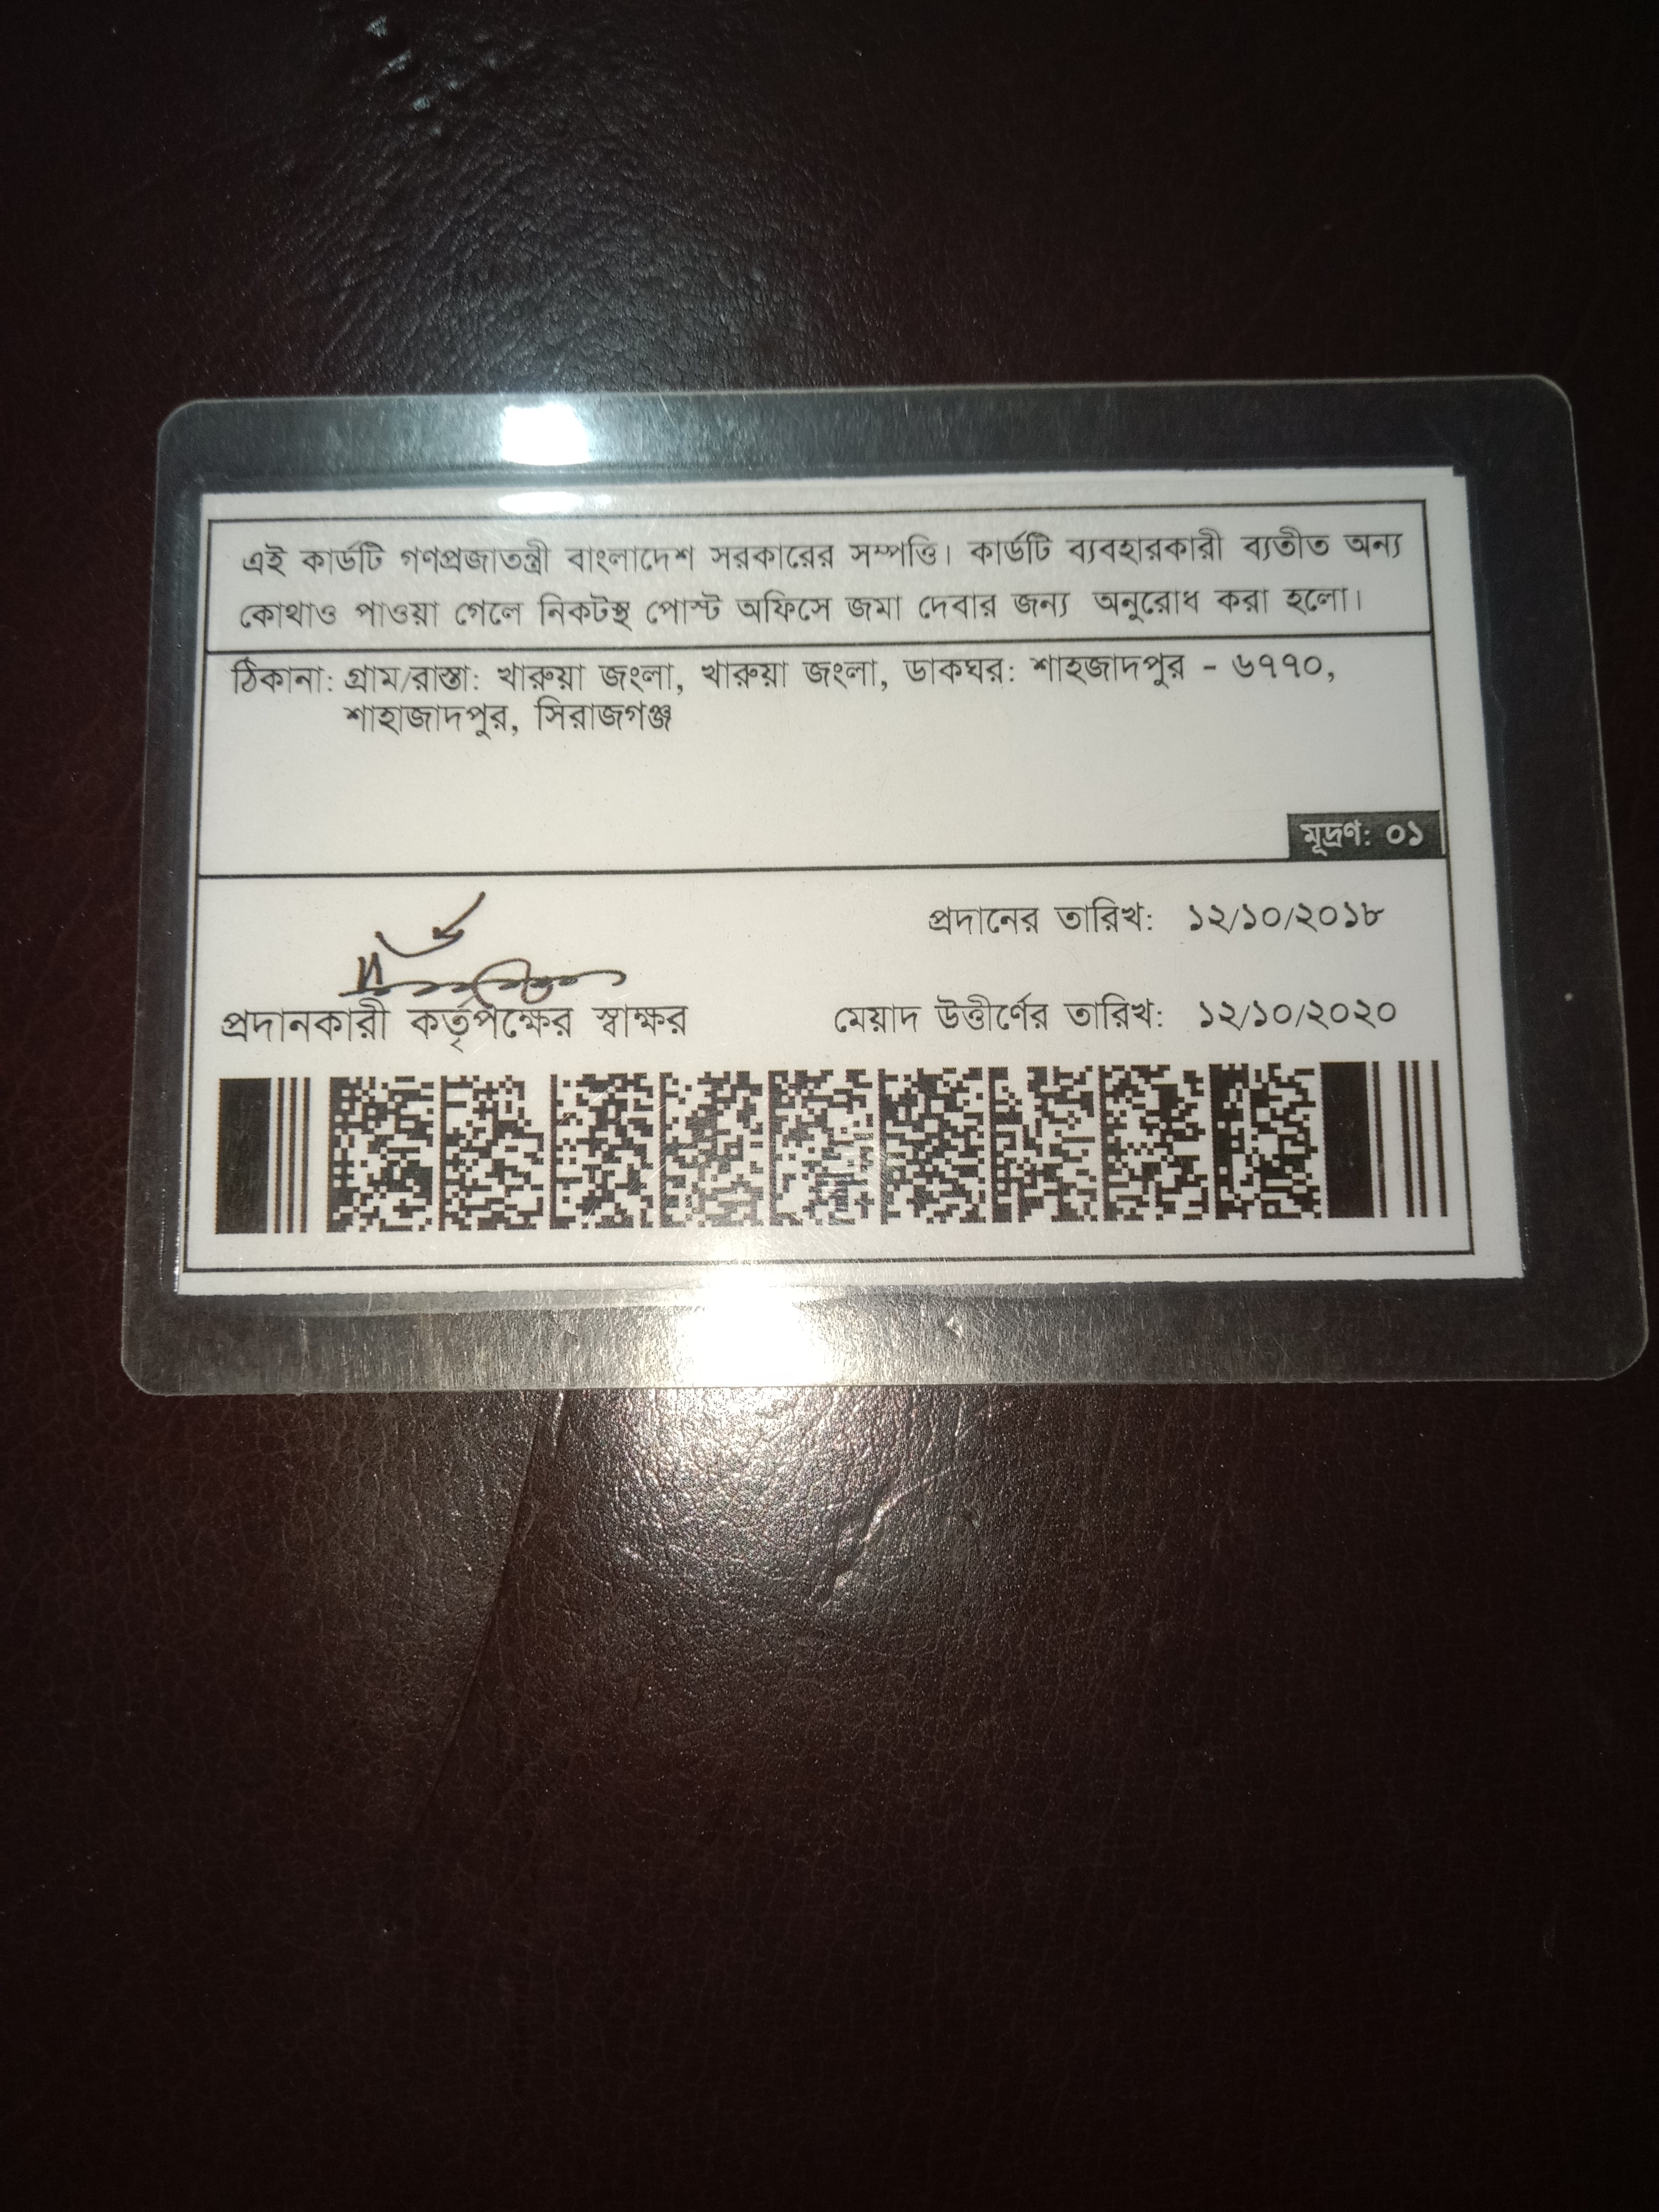 এই কার্ডটি গণপ্রজাতন্ত্রী বাংলাদেশ সরকারের সম্পত্তি। কার্ডটি ব্যবহারকারী ব্যতীত অন্য
কোথাও পাওয়া গেলে নিকটস্থ পোস্ট অফিসে জমা দেবার জন্য অনুরোধ করা হলো।
ঠিকানা: গ্রাম/রাস্তা: খারুয়া জংলা, খারুয়া জংলা, ডাকঘর: শাহজাদপুর - ৬৭৭০,
শাহাজাদপুর, সিরাজগঞ্জ
মূদ্রণ: ০১
প্রদানের তারিখ: ১২/১০/২০১৮
প্রদানকারী কর্তৃপক্ষের স্বাক্ষর মেয়াদ উত্তীর্ণের তারিখ: ১২/১০/২০২০